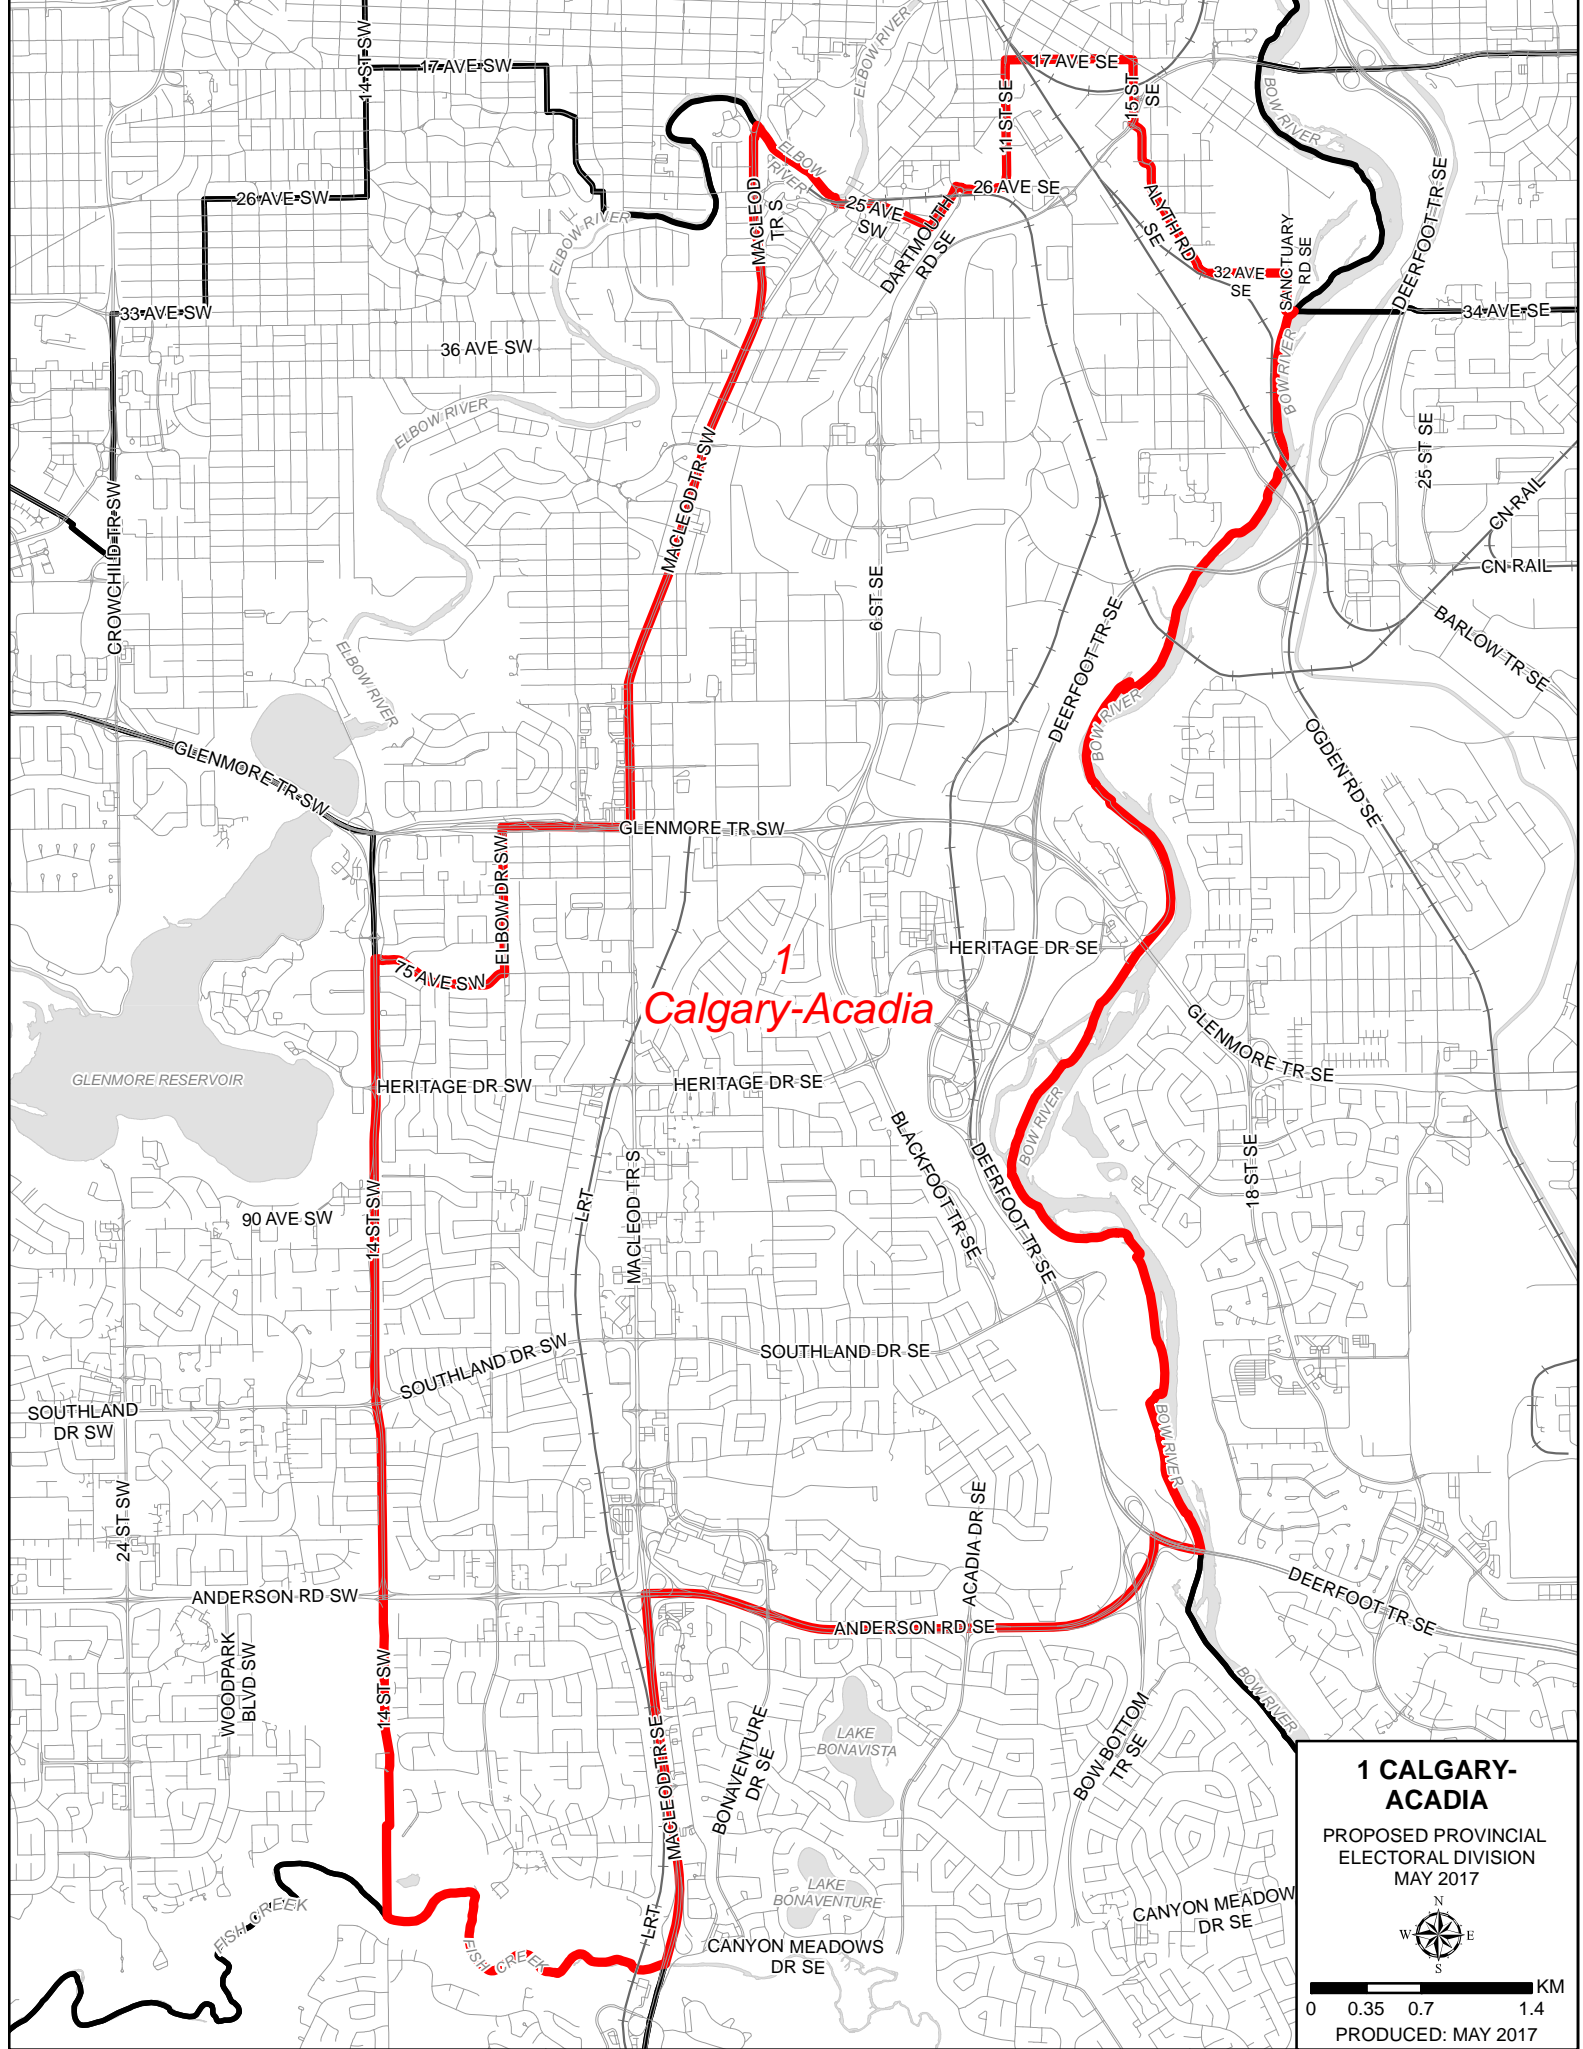 14 ST SW
17 AVE SW
ELBOW RIVER
17 AVE SE
15 ST
SE
11 ST SE
BOW RIVER
ELBOW
RIVER
26 AVE SW
MACLEOD
TR S
25 AVE
SW
26 AVE SE
DARTMOUTH
RD SE
ALYTH RD
SE
DEERFOOT TR SE
ELBOW RIVER
32 AVE
SE
SANCTUARY
RD SE
33 AVE SW
34 AVE SE
36 AVE SW
BOW RIVER
ELBOW RIVER
25 ST SE
CROWCHILD TR SW
MACLEOD TR SW
CN RAIL
CN RAIL
6 ST SE
BARLOW TR SE
ELBOW RIVER
DEERFOOT TR SE
BOW RIVER
GLENMORE TR SW
OGDEN RD SE
GLENMORE TR SW
ELBOW DR SW
HERITAGE DR SE
75 AVE SW
1
Calgary-Acadia
GLENMORE TR SE
GLENMORE RESERVOIR
HERITAGE DR SW
HERITAGE DR SE
BOW RIVER
BLACKFOOT TR SE
DEERFOOT TR SE
18 ST SE
LRT
MACLEOD TR S
90 AVE SW
14 ST SW
SOUTHLAND DR SW
SOUTHLAND DR SE
SOUTHLAND
DR SW
BOW RIVER
24 ST SW
ACADIA DR SE
ANDERSON RD SW
DEERFOOT TR SE
ANDERSON RD SE
WOODPARK
BLVD SW
14 ST SW
MACLEOD TR SE
BONAVENTURE
DR SE
LAKE
BONAVISTA
BOW BOTTOM
TR SE
BOW RIVER
LAKE
BONAVENTURE
FISH CREEK
LRT
FISH CREEK
CANYON MEADOWS
DR SE
CANYON MEADOW
DR SE
1 CALGARY-
ACADIA
PROPOSED PROVINCIAL
ELECTORAL DIVISION
MAY 2017
N
W E
S
KM
0 0.35 0.7 1.4
PRODUCED: MAY 2017